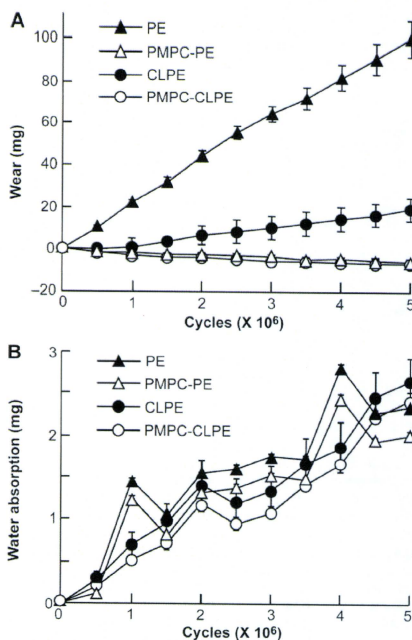 A
100
80
60
40
20
0
−20
Wear (mg)
PE
PMPC-PE
CLPE
PMPC-CLPE
0 1 2 3 4 5
Cycles (X 10⁶)
B
3
2
1
0
Water absorption (mg)
PE
PMPC-PE
CLPE
PMPC-CLPE
0 1 2 3 4 5
Cycles (X 10⁶)